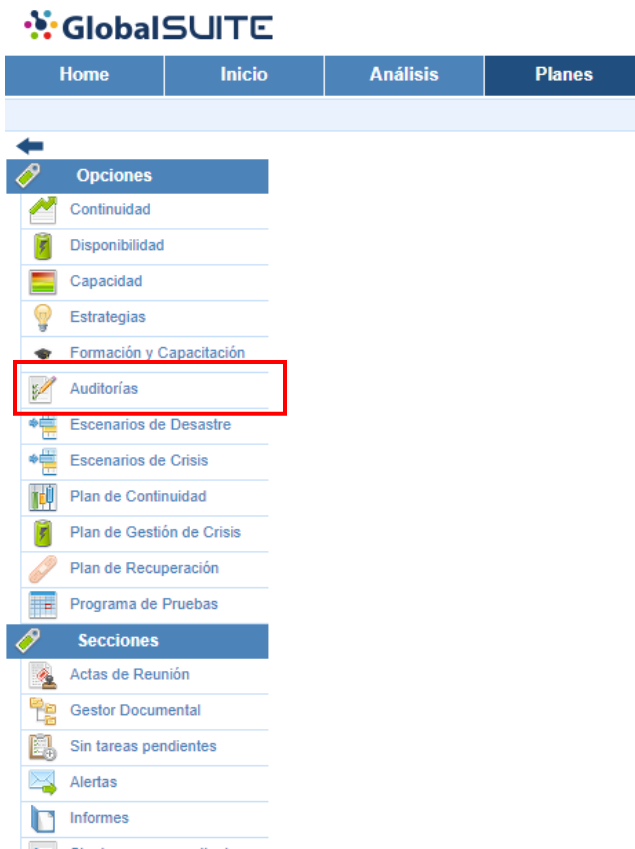 GlobalSUITE
Home Inicio Análisis Planes
Opciones
Continuidad
Disponibilidad
Capacidad
Estrategias
Formación y Capacitación
Auditorías
Escenarios de Desastre
Escenarios de Crisis
Plan de Continuidad
Plan de Gestión de Crisis
Plan de Recuperación
Programa de Pruebas
Secciones
Actas de Reunión
Gestor Documental
Sin tareas pendientes
Alertas
Informes